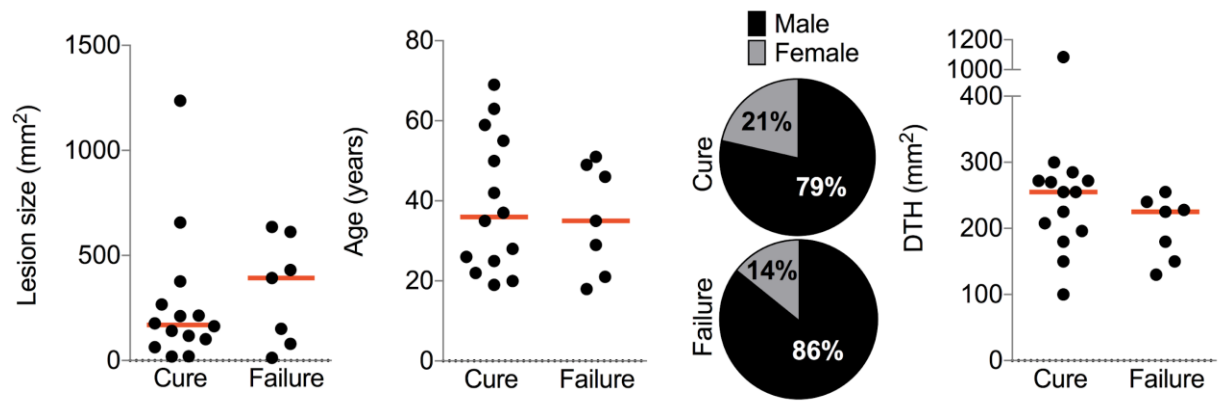 Lesion size (mm²)
1500
1000
500
0
Cure Failure
Age (years)
80
60
40
20
0
Cure Failure
Male
Female
Cure
21%
79%
Failure
14%
86%
DTH (mm²)
1200
1000
400
300
200
100
0
Cure Failure